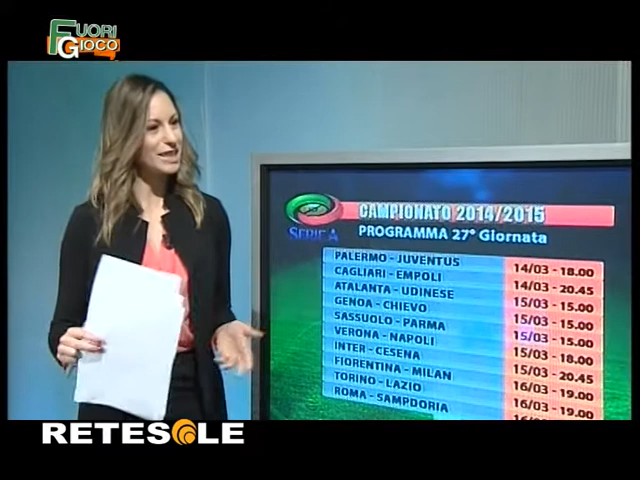 FUORI
GIOCO
SERIE A
CAMPIONATO 2014/2015
PROGRAMMA 27° Giornata
PALERMO - JUVENTUS 14/03 - 18.00
CAGLIARI - EMPOLI 14/03 - 20.45
ATALANTA - UDINESE 15/03 - 15.00
GENOA - CHIEVO 15/03 - 15.00
SASSUOLO - PARMA 15/03 - 15.00
VERONA - NAPOLI 15/03 - 18.00
INTER - CESENA 15/03 - 20.45
FIORENTINA - MILAN 16/03 - 19.00
TORINO - LAZIO 16/03 - 19.00
ROMA - SAMPDORIA
RETESOLE